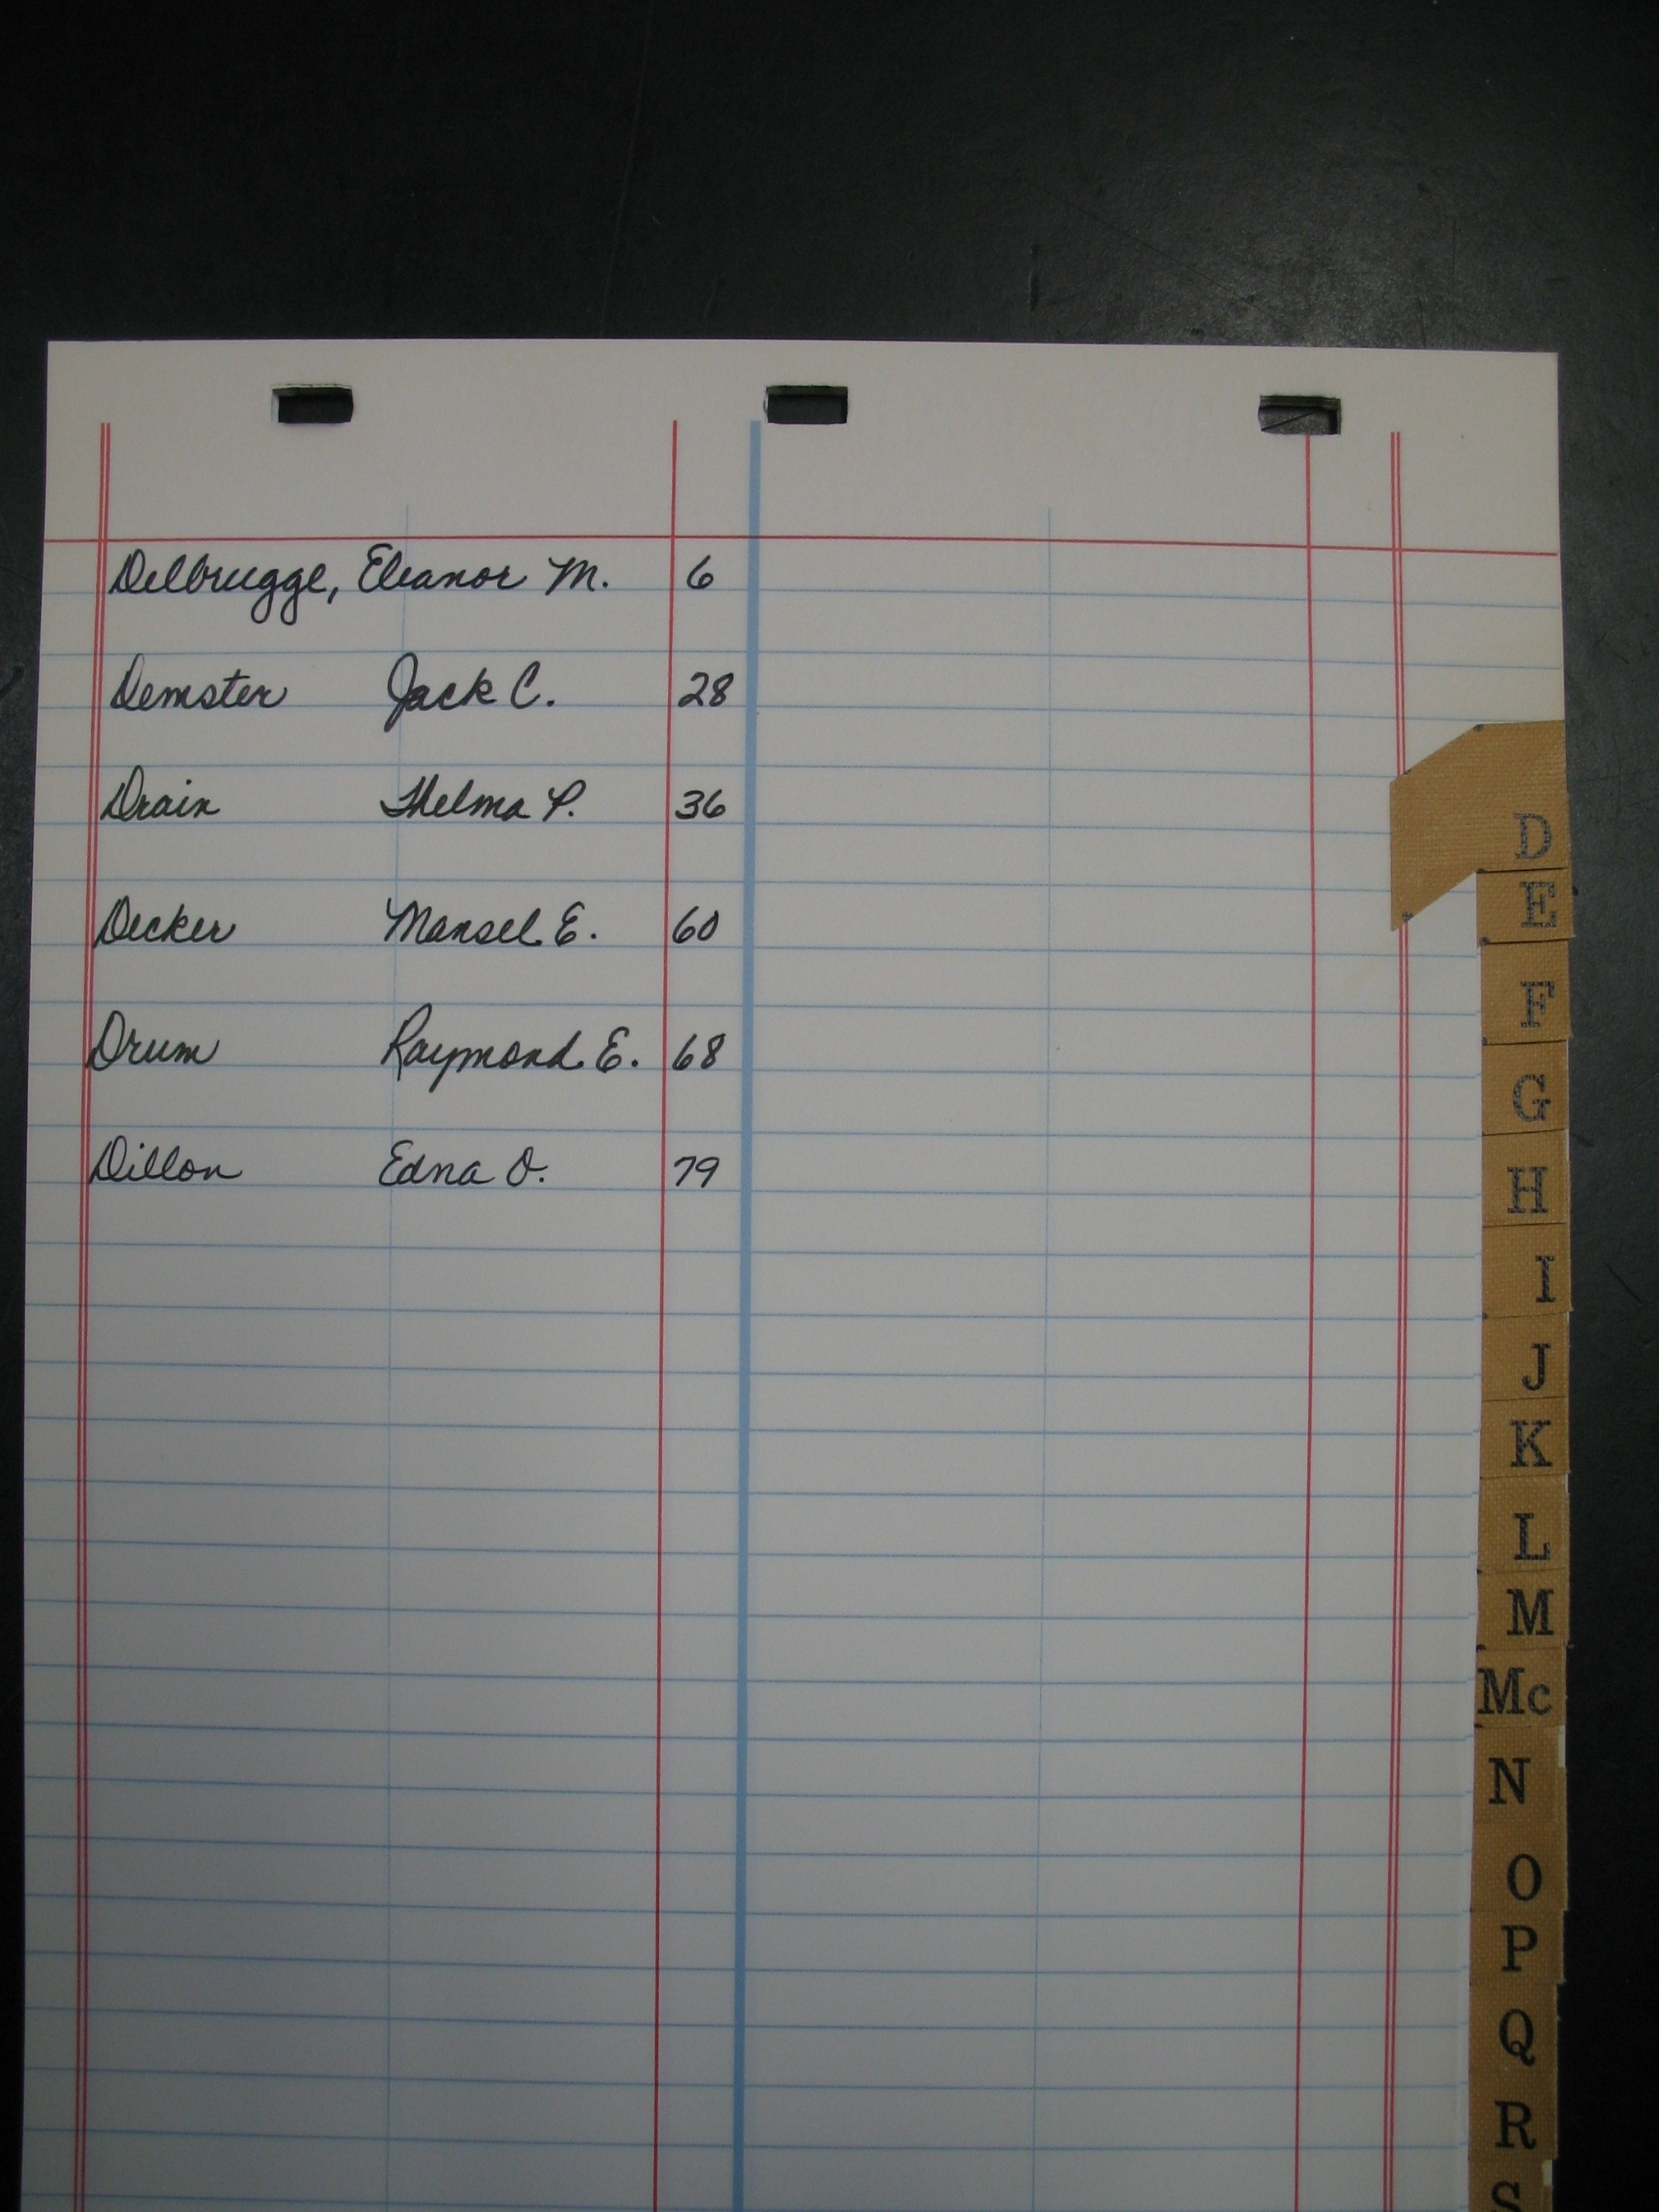 Delbrugge, Eleanor M. 6
Demster Jack C. 28
Drain Thelma P. 36
Decker Mansel E. 60
Drum Raymond E. 68
Dillon Edna O. 79
D
E
F
G
H
I
J
K
L
M
Mc
N
O
P
Q
R
S